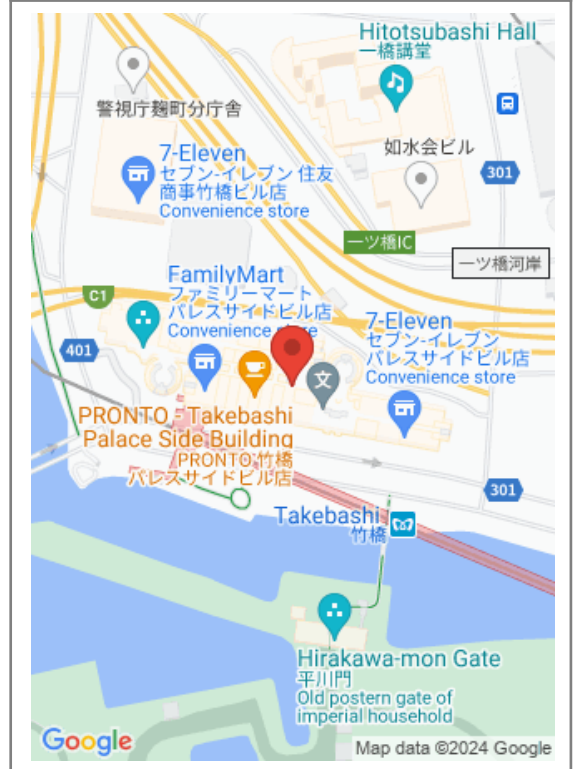 Hitotsubashi Hall
一橋講堂
警視庁麹町分庁舎
7-Eleven
セブン-イレブン 住友
商事竹橋ビル店
Convenience store
如水会ビル
301
一ツ橋IC
一ツ橋河岸
C1
FamilyMart
ファミリーマート
パレスサイドビル店
Convenience store
7-Eleven
セブン-イレブン
パレスサイドビル店
Convenience store
401
文
PRONTO - Takebashi
Palace Side Building
PRONTO 竹橋
パレスサイドビル店
301
Takebashi
竹橋
Hirakawa-mon Gate
平川門
Old postern gate of
imperial household
Google
Map data ©2024 Google